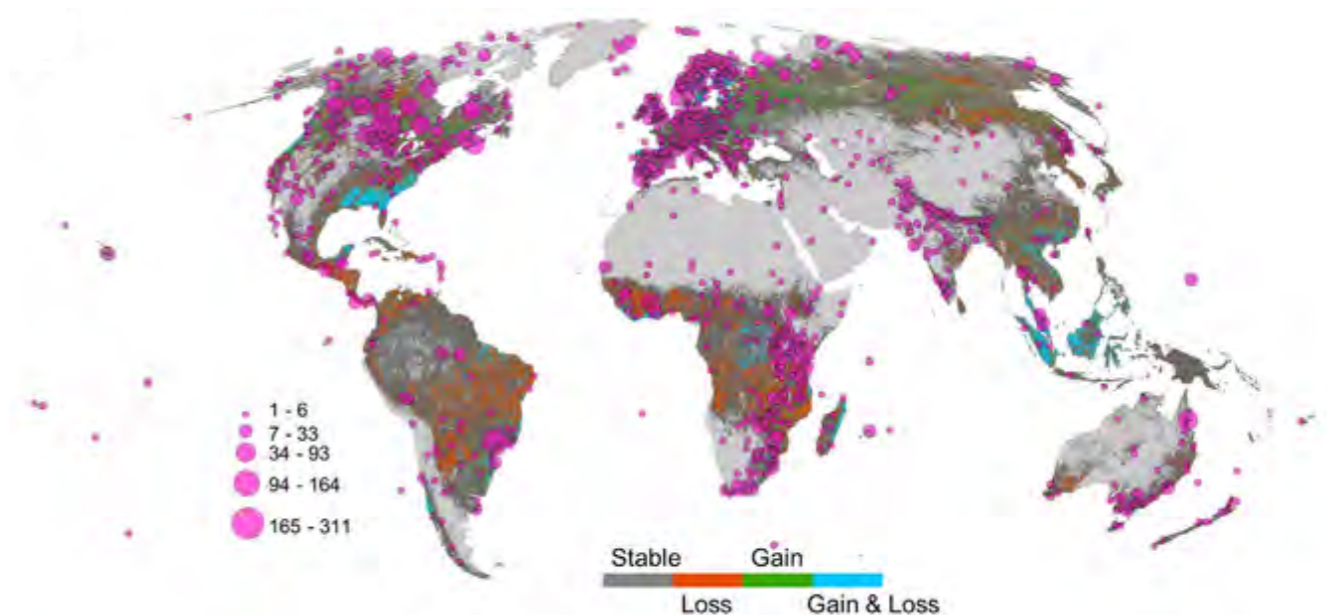 1 - 6
7 - 33
34 - 93
94 - 164
165 - 311
Stable Gain
Loss Gain & Loss